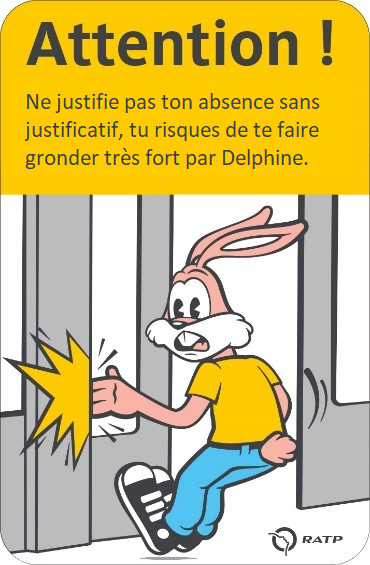 Attention !
Ne justifie pas ton absence sans
justificatif, tu risques de te faire
gronder très fort par Delphine.
RATP